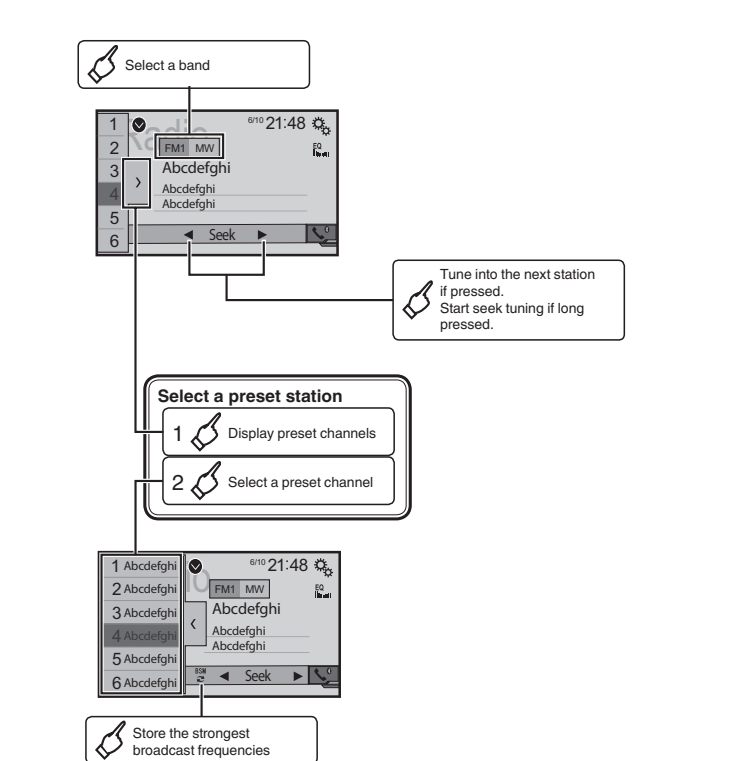 Select a band
1
2
3
4
5
6
Radio
6/10 21:48
FM1 MW
EQ
Abcdefghi
Abcdefghi
Abcdefghi
Seek
Tune into the next station
if pressed.
Start seek tuning if long
pressed.
Select a preset station
1 Display preset channels
2 Select a preset channel
1 Abcdefghi
2 Abcdefghi
3 Abcdefghi
4 Abcdefghi
5 Abcdefghi
6 Abcdefghi
6/10 21:48
FM1 MW
EQ
Abcdefghi
Abcdefghi
Abcdefghi
BSM
Seek
Store the strongest
broadcast frequencies